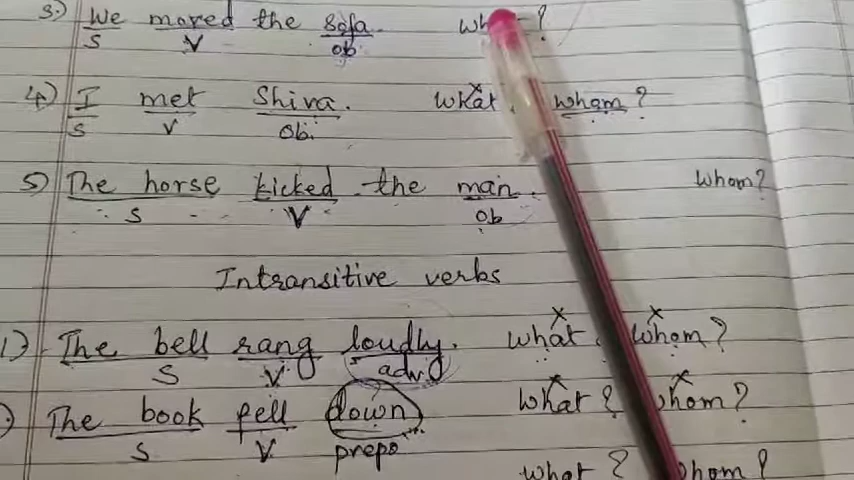 3) We moved the sofa. ?
S V ob
4) I met Shiva. what, whom?
S V Ob.
5) The horse kicked the man. Whom?
S V Ob
Intransitive verbs
1) The bell rang loudly. what, whom?
S V adv
The book fell down what? whom?
S V prepo
what? whom?